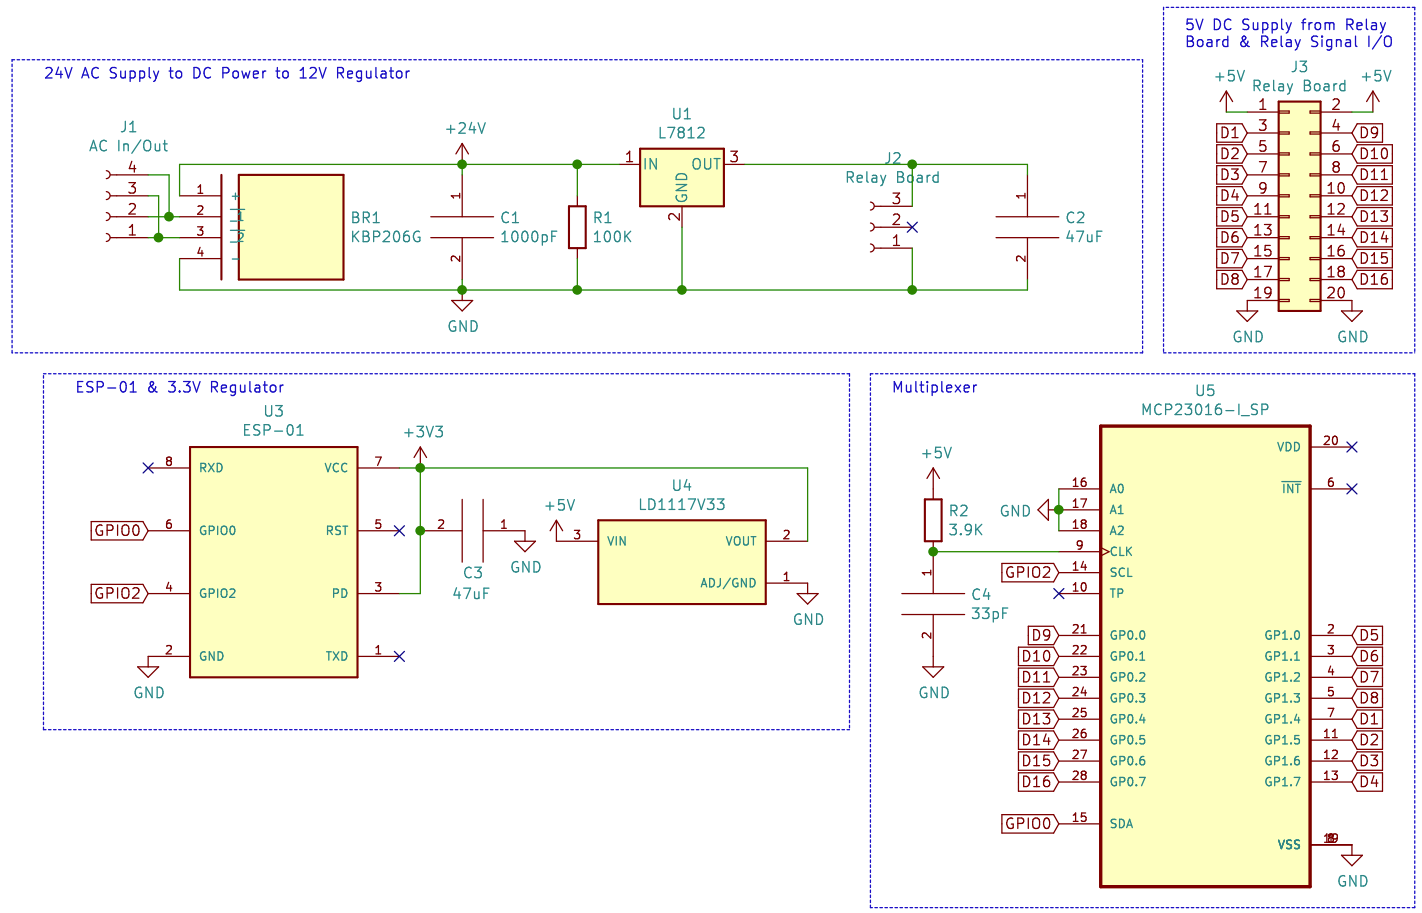 24V AC Supply to DC Power to 12V Regulator
J1
AC In/Out
4
3
2
1
1
2
3
4
+
-
BR1
KBP206G
+24V
1
C1
1000pF
2
GND
R1
100K
U1
L7812
1
IN
OUT
3
GND
2
J2
Relay Board
3
2
1
1
C2
47uF
2
5V DC Supply from Relay
Board & Relay Signal I/O
J3
+5V
+5V
Relay Board
1 2
D1 3 4 D9
D2 5 6 D10
D3 7 8 D11
D4 9 10 D12
D5 11 12 D13
D6 13 14 D14
D7 15 16 D15
D8 17 18 D16
19 20
GND GND
ESP-01 & 3.3V Regulator
U3
ESP-01
8 RXD VCC 7
GPIO0 6 GPIO0 RST 5
GPIO2 4 GPIO2 PD 3
2 GND TXD 1
GND
+3V3
2 1
C3
47uF
GND
+5V
U4
LD1117V33
3 VIN VOUT 2
ADJ/GND 1
GND
Multiplexer
U5
MCP23016-I_SP
+5V
R2
3.9K
1
C4
33pF
2
GND
VDD 20
GND
16 A0 INT 6
17 A1
18 A2
9 CLK
GPIO2 14 SCL
10 TP
D9 21 GP0.0 GP1.0 2 D5
D10 22 GP0.1 GP1.1 3 D6
D11 23 GP0.2 GP1.2 4 D7
D12 24 GP0.3 GP1.3 5 D8
D13 25 GP0.4 GP1.4 7 D1
D14 26 GP0.5 GP1.5 11 D2
D15 27 GP0.6 GP1.6 12 D3
D16 28 GP0.7 GP1.7 13 D4
GPIO0 15 SDA
VSS
GND